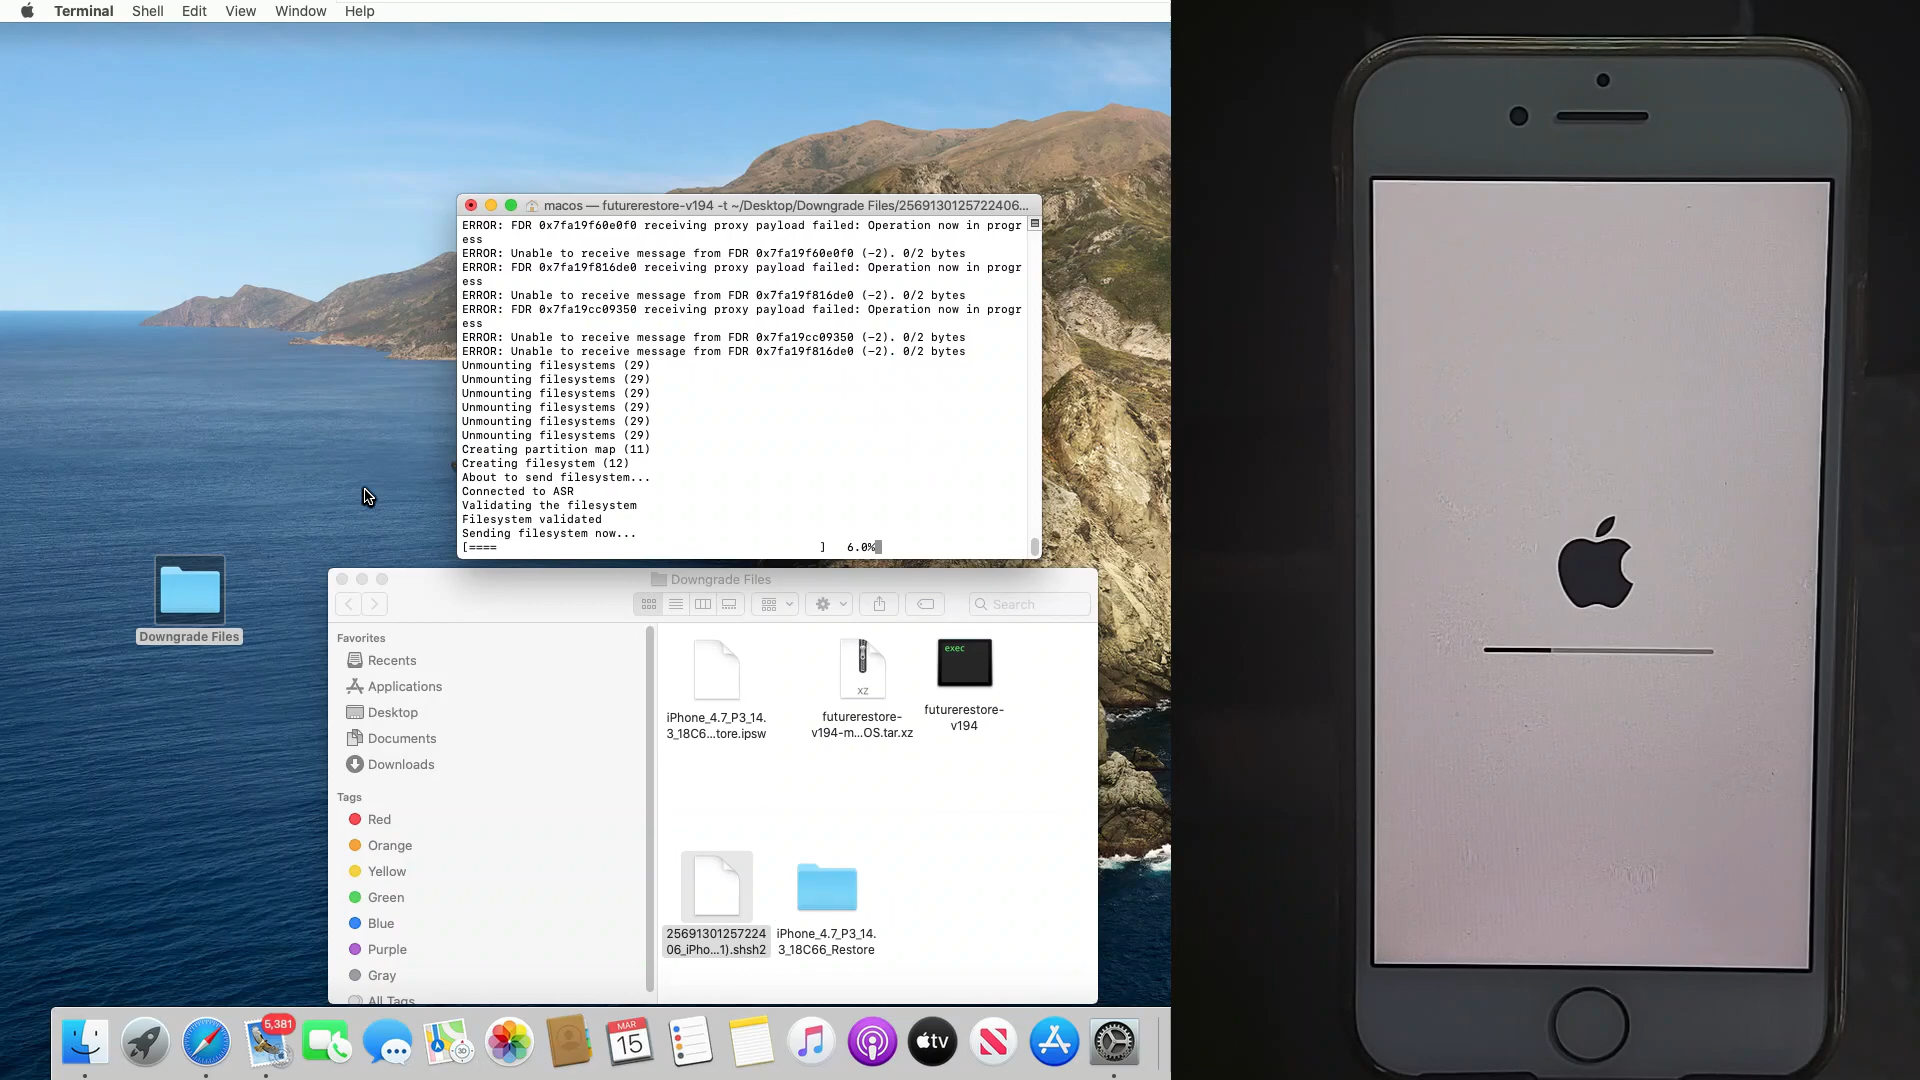 Terminal Shell Edit View Window Help
macos — futurerestore-v194 -t ~/Desktop/Downgrade Files/2569130125722406...
ERROR: FDR 0x7fa19f60e0f0 receiving proxy payload failed: Operation now in progr
ess
ERROR: Unable to receive message from FDR 0x7fa19f60e0f0 (-2). 0/2 bytes
ERROR: FDR 0x7fa19f816de0 receiving proxy payload failed: Operation now in progr
ess
ERROR: Unable to receive message from FDR 0x7fa19f816de0 (-2). 0/2 bytes
ERROR: FDR 0x7fa19cc09350 receiving proxy payload failed: Operation now in progr
ess
ERROR: Unable to receive message from FDR 0x7fa19cc09350 (-2). 0/2 bytes
ERROR: Unable to receive message from FDR 0x7fa19f816de0 (-2). 0/2 bytes
Unmounting filesystems (29)
Unmounting filesystems (29)
Unmounting filesystems (29)
Unmounting filesystems (29)
Unmounting filesystems (29)
Unmounting filesystems (29)
Creating partition map (11)
Creating filesystem (12)
About to send filesystem...
Connected to ASR
Validating the filesystem
Filesystem validated
Sending filesystem now...
[==== ] 6.0%
Downgrade Files
Downgrade Files
Search
Favorites
Recents
Applications
Desktop
Documents
Downloads
Tags
Red
Orange
Yellow
Green
Blue
Purple
Gray
All Tags
iPhone_4.7_P3_14.
3_18C6...tore.ipsw
xz
futurerestore-
v194-m...OS.tar.xz
exec
futurerestore-
v194
25691301257224
06_iPho...1).shsh2
iPhone_4.7_P3_14.
3_18C66_Restore
5,381
3D
MAR
15
tv